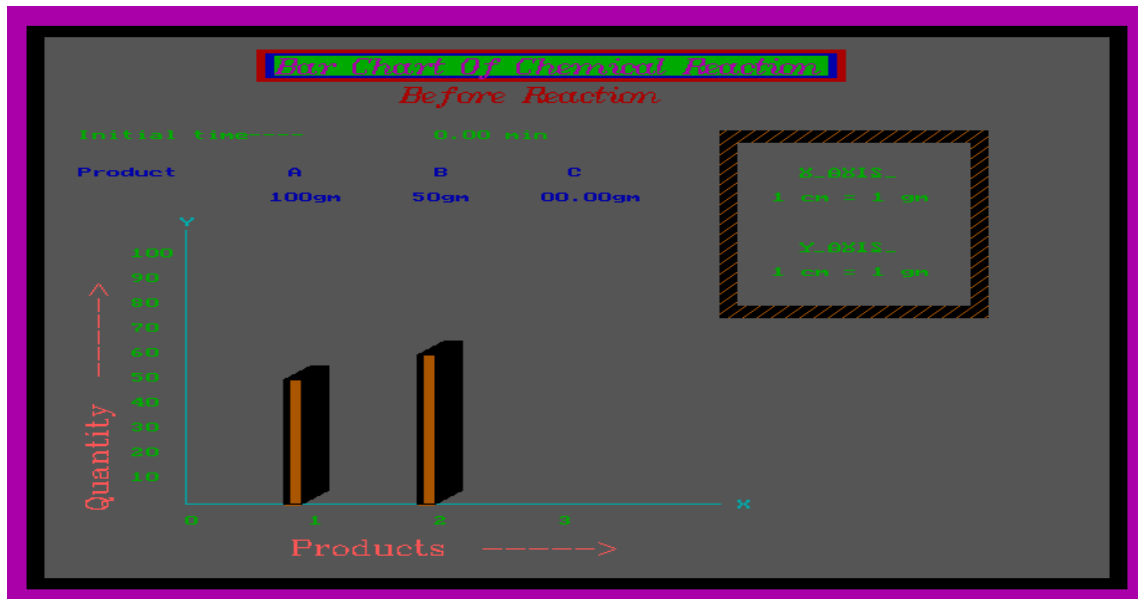 Bar Chart Of Chemical Reaction
Before Reaction
Initial time---- 0.00 min
Product A B C
100gm 50gm 00.00gm
X_AXIS_
1 cm = 1 gm
Y_AXIS_
1 cm = 1 gm
Y
100
90
80
70
60
50
40
30
20
10
Quantity ----->
X
0 1 2 3
Products ----->